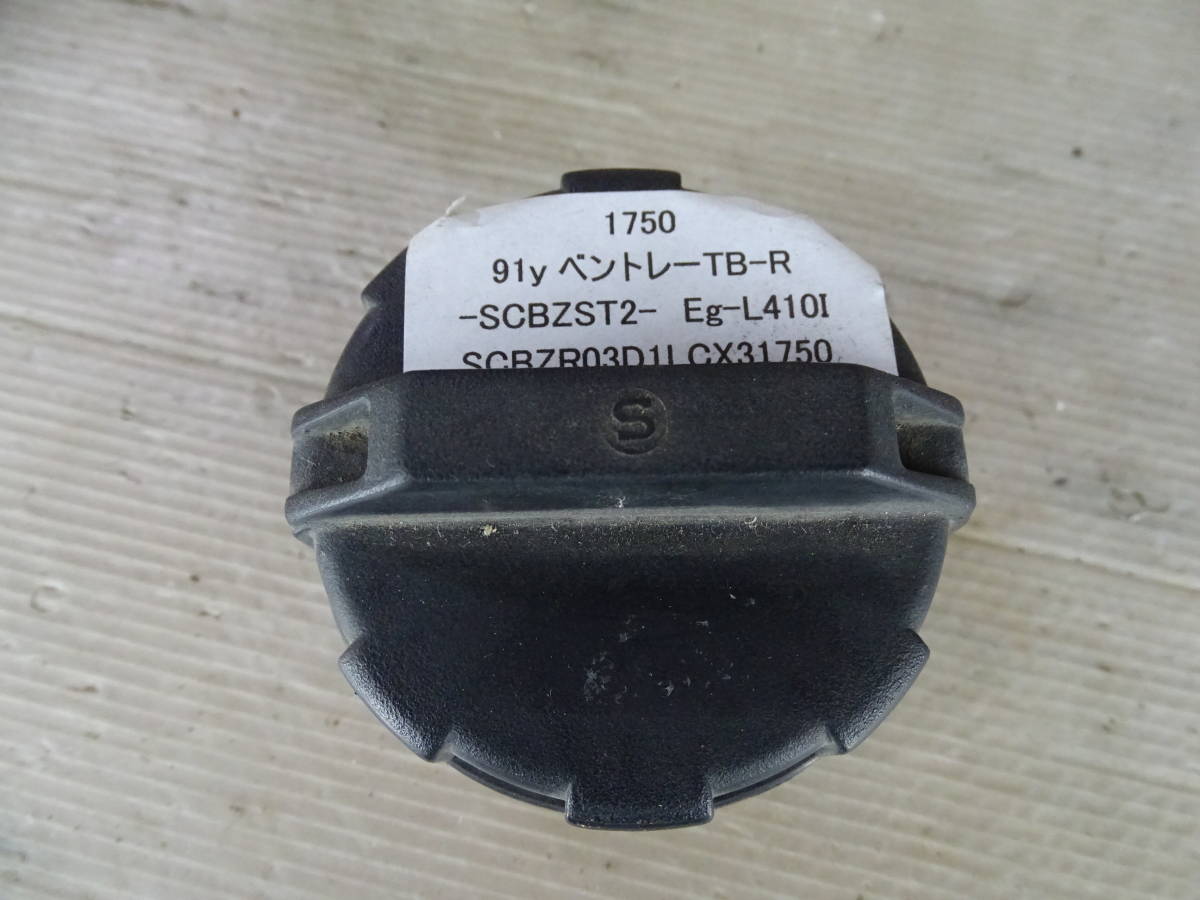 1750
91y ベントレーTB-R
-SCBZST2- Eg-L410I
SCBZR03D1LCX31750
S